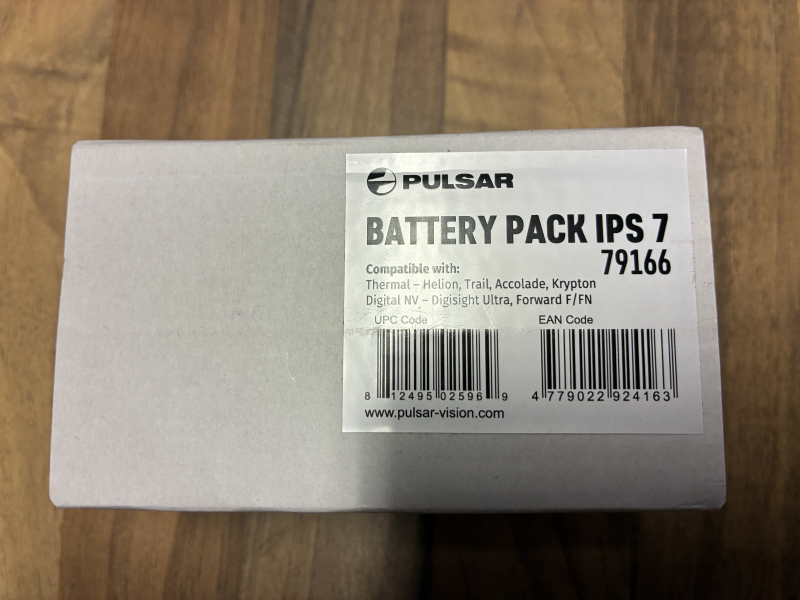 PULSAR
BATTERY PACK IPS 7
79166
Compatible with:
Thermal – Helion, Trail, Accolade, Krypton
Digital NV – Digisight Ultra, Forward F/FN
UPC Code EAN Code
8 12495 02596 9 4 779022 924163
www.pulsar-vision.com